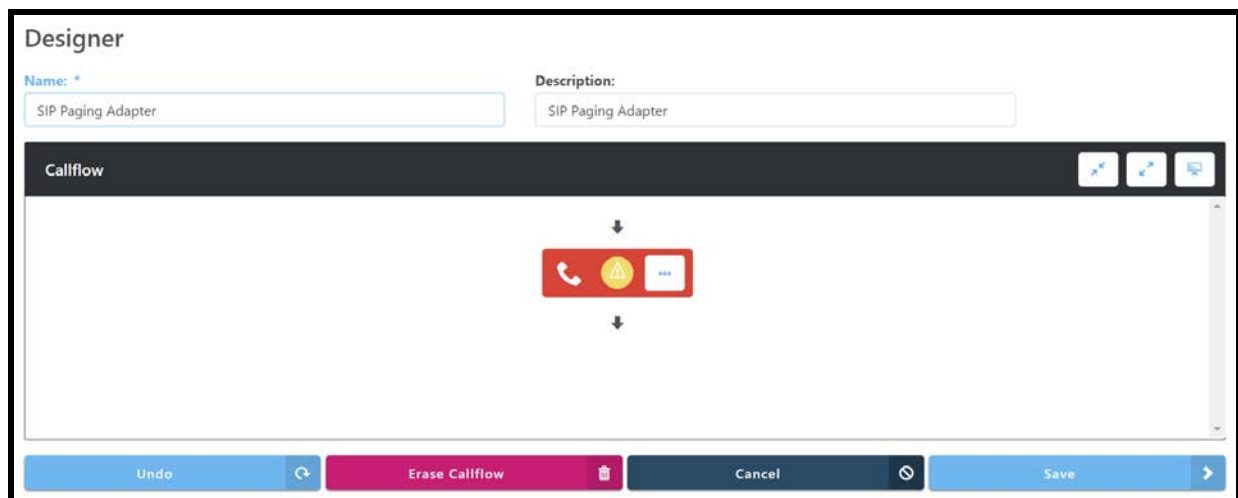 Designer
Name: * Description:
SIP Paging Adapter SIP Paging Adapter
Callflow
Undo Erase Callflow Cancel Save